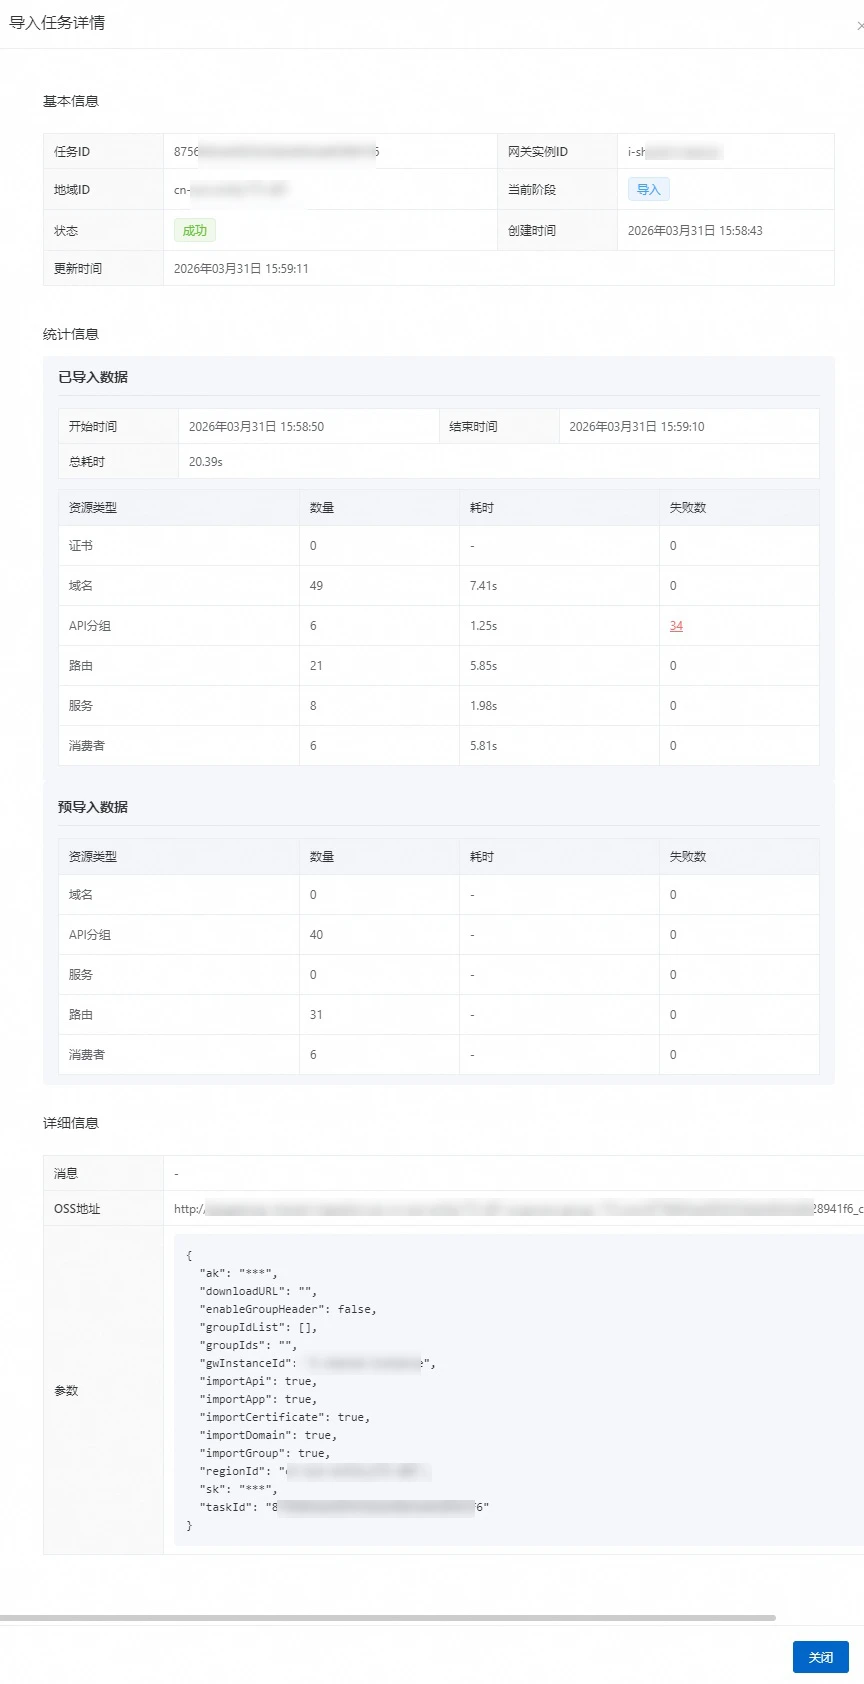 导入任务详情
基本信息
任务ID 8756 6 网关实例ID i-sh
地域ID cn- 当前阶段 导入
状态 成功 创建时间 2026年03月31日 15:58:43
更新时间 2026年03月31日 15:59:11
统计信息
已导入数据
开始时间 2026年03月31日 15:58:50 结束时间 2026年03月31日 15:59:10
总耗时 20.39s
资源类型 数量 耗时 失败数
证书 0 - 0
域名 49 7.41s 0
API分组 6 1.25s 34
路由 21 5.85s 0
服务 8 1.98s 0
消费者 6 5.81s 0
预导入数据
资源类型 数量 耗时 失败数
域名 0 - 0
API分组 40 - 0
服务 0 - 0
路由 31 - 0
消费者 6 - 0
详细信息
消息 -
OSS地址 http:/ 28941f6_c
参数
{
"ak": "***",
"downloadURL": "",
"enableGroupHeader": false,
"groupIdList": [],
"groupIds": "",
"gwInstanceId": ",
"importApi": true,
"importApp": true,
"importCertificate": true,
"importDomain": true,
"importGroup": true,
"regionId": "
"sk": "***",
"taskId": "8 f6"
}
关闭